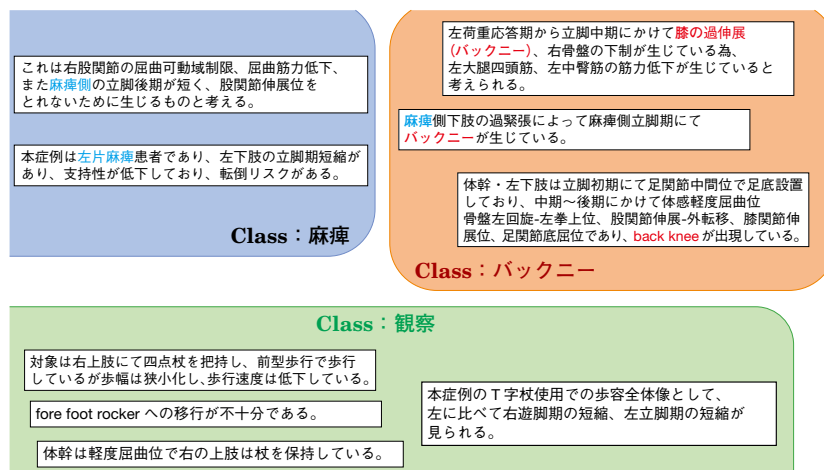 これは右股関節の屈曲可動域制限、屈曲筋力低下、
また麻痺側の立脚後期が短く、股関節伸展位を
とれないために生じるものと考える。
本症例は左片麻痺患者であり、左下肢の立脚期短縮が
あり、支持性が低下しており、転倒リスクがある。
Class：麻痺
左荷重応答期から立脚中期にかけて膝の過伸展
（バックニー）、右骨盤の下制が生じている為、
左大腿四頭筋、左中臀筋の筋力低下が生じていると
考えられる。
麻痺側下肢の過緊張によって麻痺側立脚期にて
バックニーが生じている。
体幹・左下肢は立脚初期にて足関節中間位で足底設置
しており、中期～後期にかけて体感軽度屈曲位
骨盤左回旋-左挙上位、股関節伸展-外転移、膝関節伸
展位、足関節底屈位であり、back knee が出現している。
Class：バックニー
Class：観察
対象は右上肢にて四点杖を把持し、前型歩行で歩行
しているが歩幅は狭小化し、歩行速度は低下している。
fore foot rocker への移行が不十分である。
体幹は軽度屈曲位で右の上肢は杖を保持している。
本症例の T 字杖使用での歩容全体像として、
左に比べて右遊脚期の短縮、左立脚期の短縮が
見られる。